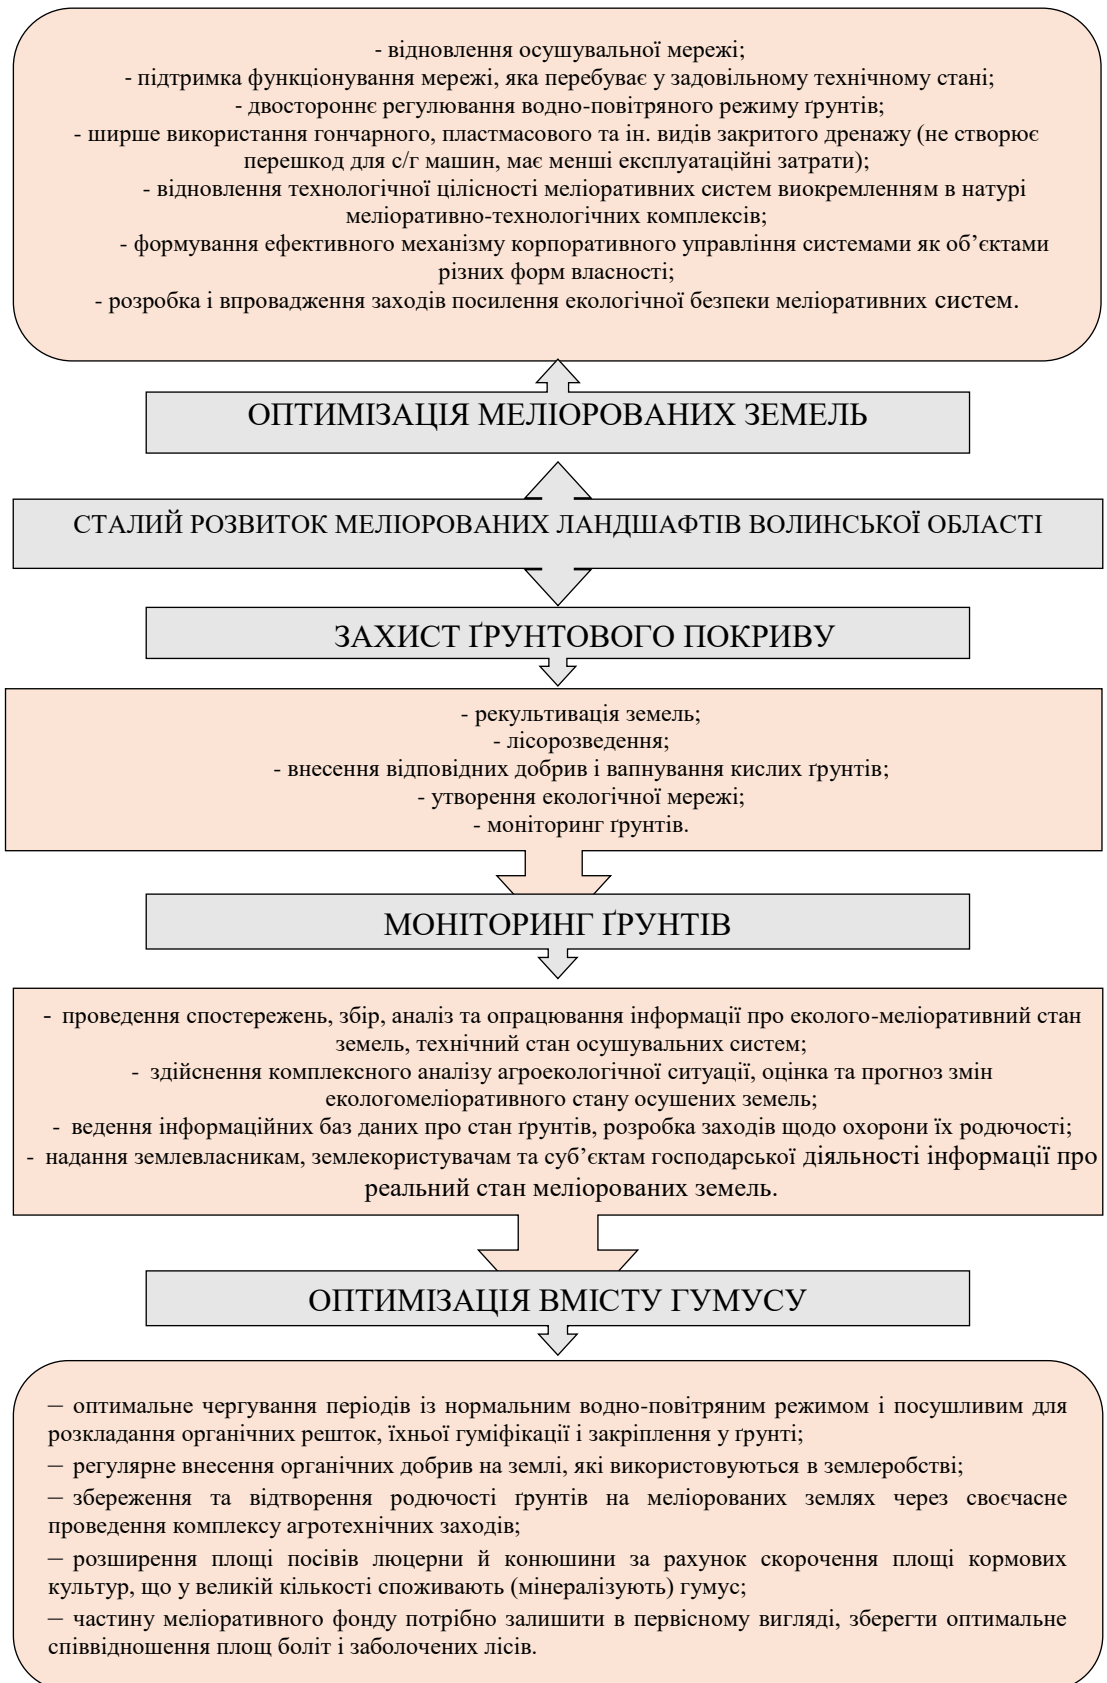 - відновлення осушувальної мережі;
- підтримка функціонування мережі, яка перебуває у задовільному технічному стані;
- двостороннє регулювання водно-повітряного режиму ґрунтів;
- ширше використання гончарного, пластмасового та ін. видів закритого дренажу (не створює
перешкод для с/г машин, має менші експлуатаційні затрати);
- відновлення технологічної цілісності меліоративних систем виокремленням в натурі
меліоративно-технологічних комплексів;
- формування ефективного механізму корпоративного управління системами як об’єктами
різних форм власності;
- розробка і впровадження заходів посилення екологічної безпеки меліоративних систем.
ОПТИМІЗАЦІЯ МЕЛІОРОВАНИХ ЗЕМЕЛЬ
СТАЛИЙ РОЗВИТОК МЕЛІОРОВАНИХ ЛАНДШАФТІВ ВОЛИНСЬКОЇ ОБЛАСТІ
ЗАХИСТ ҐРУНТОВОГО ПОКРИВУ
- рекультивація земель;
- лісорозведення;
- внесення відповідних добрив і вапнування кислих ґрунтів;
- утворення екологічної мережі;
- моніторинг ґрунтів.
МОНІТОРИНГ ҐРУНТІВ
- проведення спостережень, збір, аналіз та опрацювання інформації про еколого-меліоративний стан
земель, технічний стан осушувальних систем;
- здійснення комплексного аналізу агроекологічної ситуації, оцінка та прогноз змін
екологомеліоративного стану осушених земель;
- ведення інформаційних баз даних про стан ґрунтів, розробка заходів щодо охорони їх родючості;
- надання землевласникам, землекористувачам та суб’єктам господарської діяльності інформації про
реальний стан меліорованих земель.
ОПТИМІЗАЦІЯ ВМІСТУ ГУМУСУ
– оптимальне чергування періодів із нормальним водно-повітряним режимом і посушливим для
розкладання органічних решток, їхньої гуміфікації і закріплення у ґрунті;
– регулярне внесення органічних добрив на землі, які використовуються в землеробстві;
– збереження та відтворення родючості ґрунтів на меліорованих землях через своєчасне
проведення комплексу агротехнічних заходів;
– розширення площі посівів люцерни й конюшини за рахунок скорочення площі кормових
культур, що у великій кількості споживають (мінералізують) гумус;
– частину меліоративного фонду потрібно залишити в первісному вигляді, зберегти оптимальне
співвідношення площ боліт і заболочених лісів.